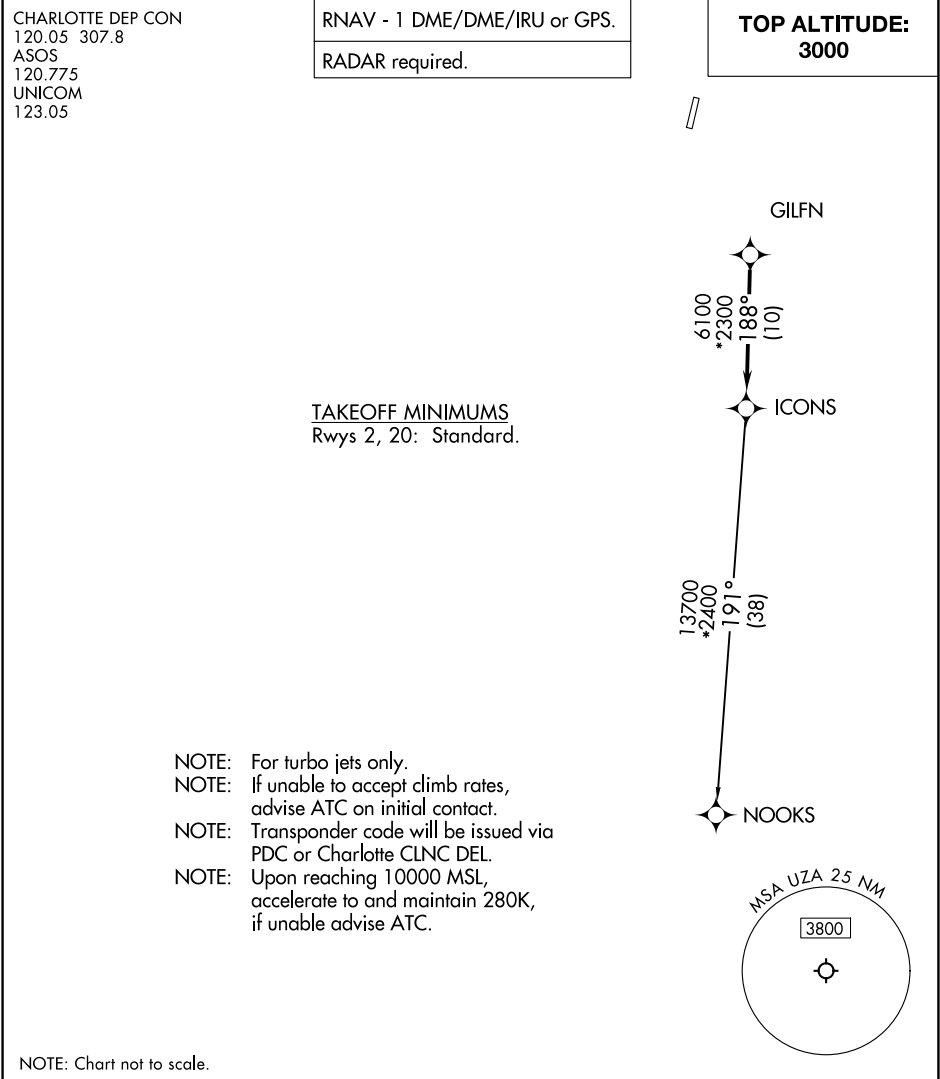 CHARLOTTE DEP CON
120.05 307.8
ASOS
120.775
UNICOM
123.05
RNAV - 1 DME/DME/IRU or GPS.
RADAR required.
TOP ALTITUDE:
3000
GILFN
6100
*2300
188°
(10)
ICONS
TAKEOFF MINIMUMS
Rwys 2, 20: Standard.
13700
*2400
191°
(38)
NOOKS
NOTE: For turbo jets only.
NOTE: If unable to accept climb rates,
advise ATC on initial contact.
NOTE: Transponder code will be issued via
PDC or Charlotte CLNC DEL.
NOTE: Upon reaching 10000 MSL,
accelerate to and maintain 280K,
if unable advise ATC.
MSA UZA 25 NM
3800
NOTE: Chart not to scale.